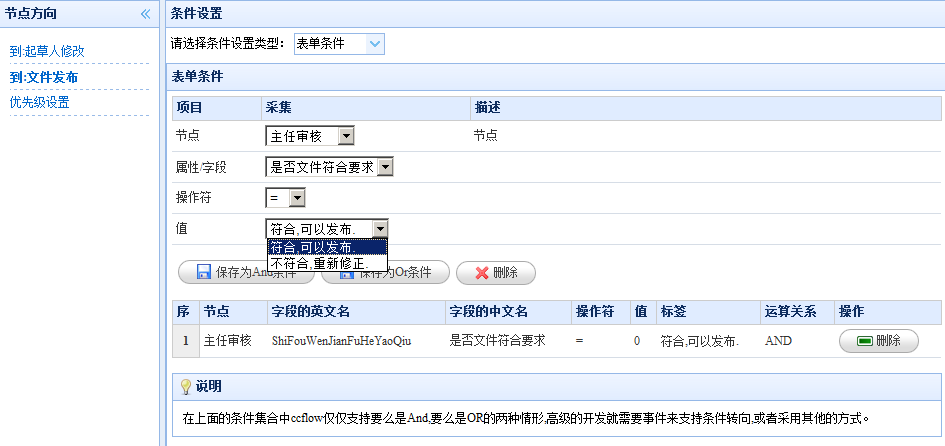 节点方向
到:起草人修改
到:文件发布
优先级设置
条件设置
请选择条件设置类型: 表单条件
表单条件
项目 采集 描述
节点 主任审核 节点
属性/字段 是否文件符合要求
操作符 =
值 符合,可以发布.
符合,可以发布.
不符合,重新修正.
保存为And条件 保存为Or条件 删除
序 节点 字段的英文名 字段的中文名 操作符 值 标签 运算关系 操作
1 主任审核 ShiFouWenJianFuHeYaoQiu 是否文件符合要求 = 0 符合,可以发布. AND 删除
说明
在上面的条件集合中ccflow仅仅支持要么是And,要么是OR的两种情形,高级的开发就需要事件来支持条件转向,或者采用其他的方式。